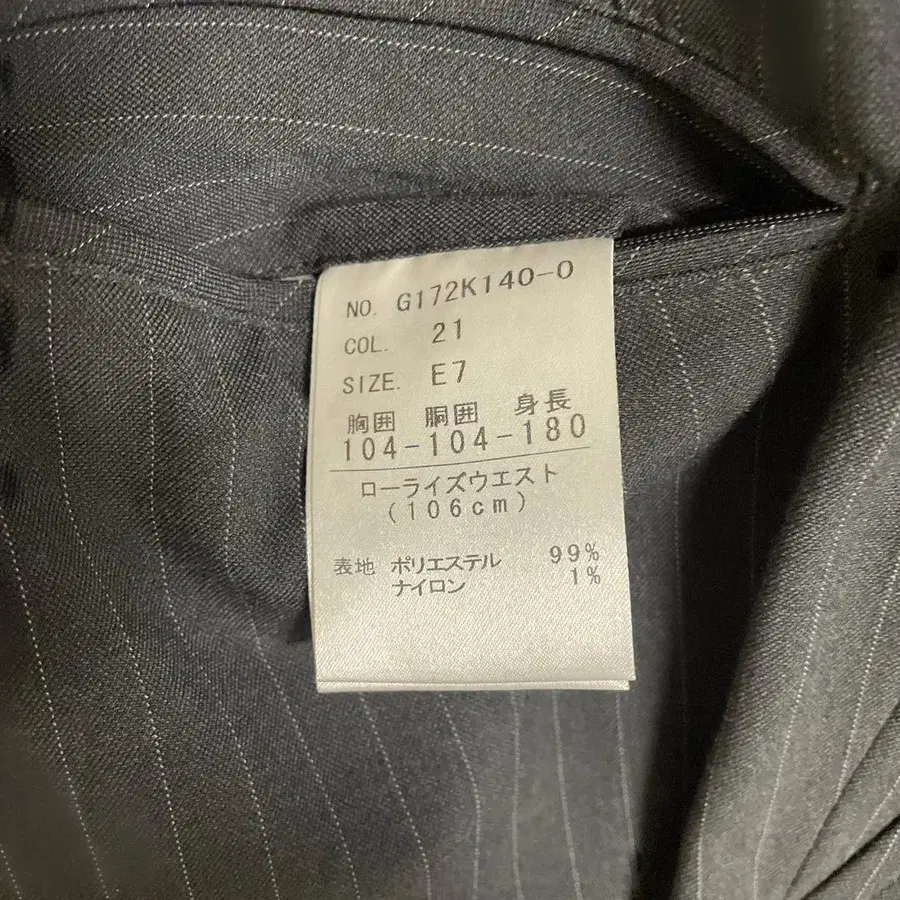 NO. G172K140-0
COL. 21
SIZE. E7
胸囲 胴囲 身長
104-104-180
ローライズウエスト
(106cm)
表地 ポリエステル 99%
ナイロン 1%